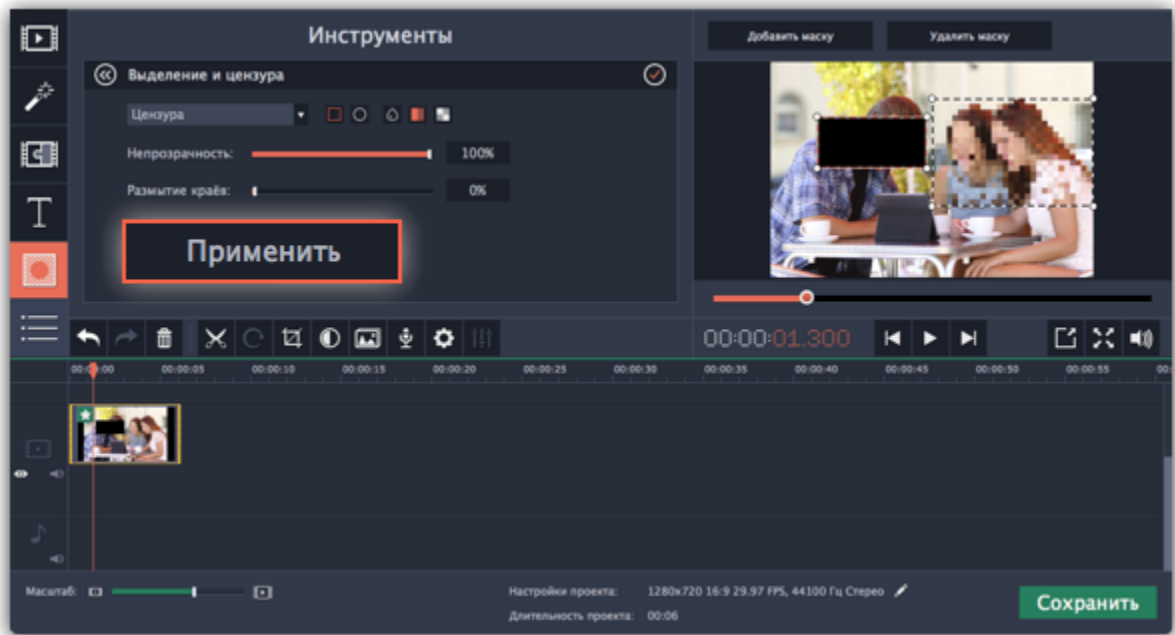 Инструменты
Добавить маску
Удалить маску
Выделение и цензура
Цензура
Непрозрачность: 100%
Размытие краёв: 0%
Применить
T
00:00:01.300
00:00:00 00:00:05 00:00:10 00:00:15 00:00:20 00:00:25 00:00:30 00:00:35 00:00:40 00:00:45 00:00:50 00:00:55 00:
Масштаб:
Настройки проекта: 1280x720 16:9 29.97 FPS, 44100 Гц Стерео
Длительность проекта: 00:06
Сохранить